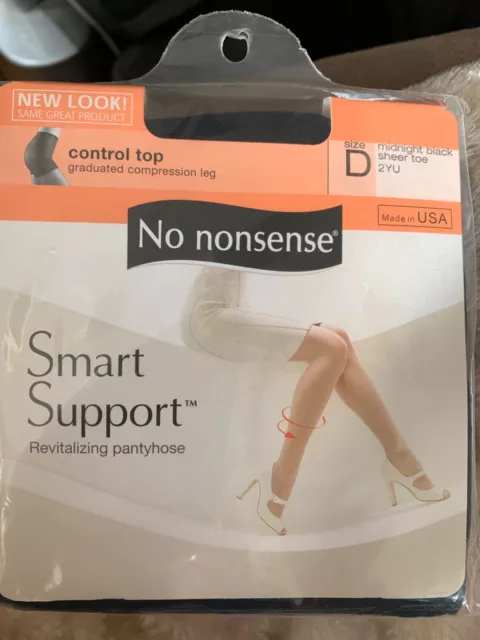 NEW LOOK!
SAME GREAT PRODUCT
control top
graduated compression leg
size
D
midnight black
sheer toe
2YU
Made in USA
No nonsense®
Smart
Support™
Revitalizing pantyhose